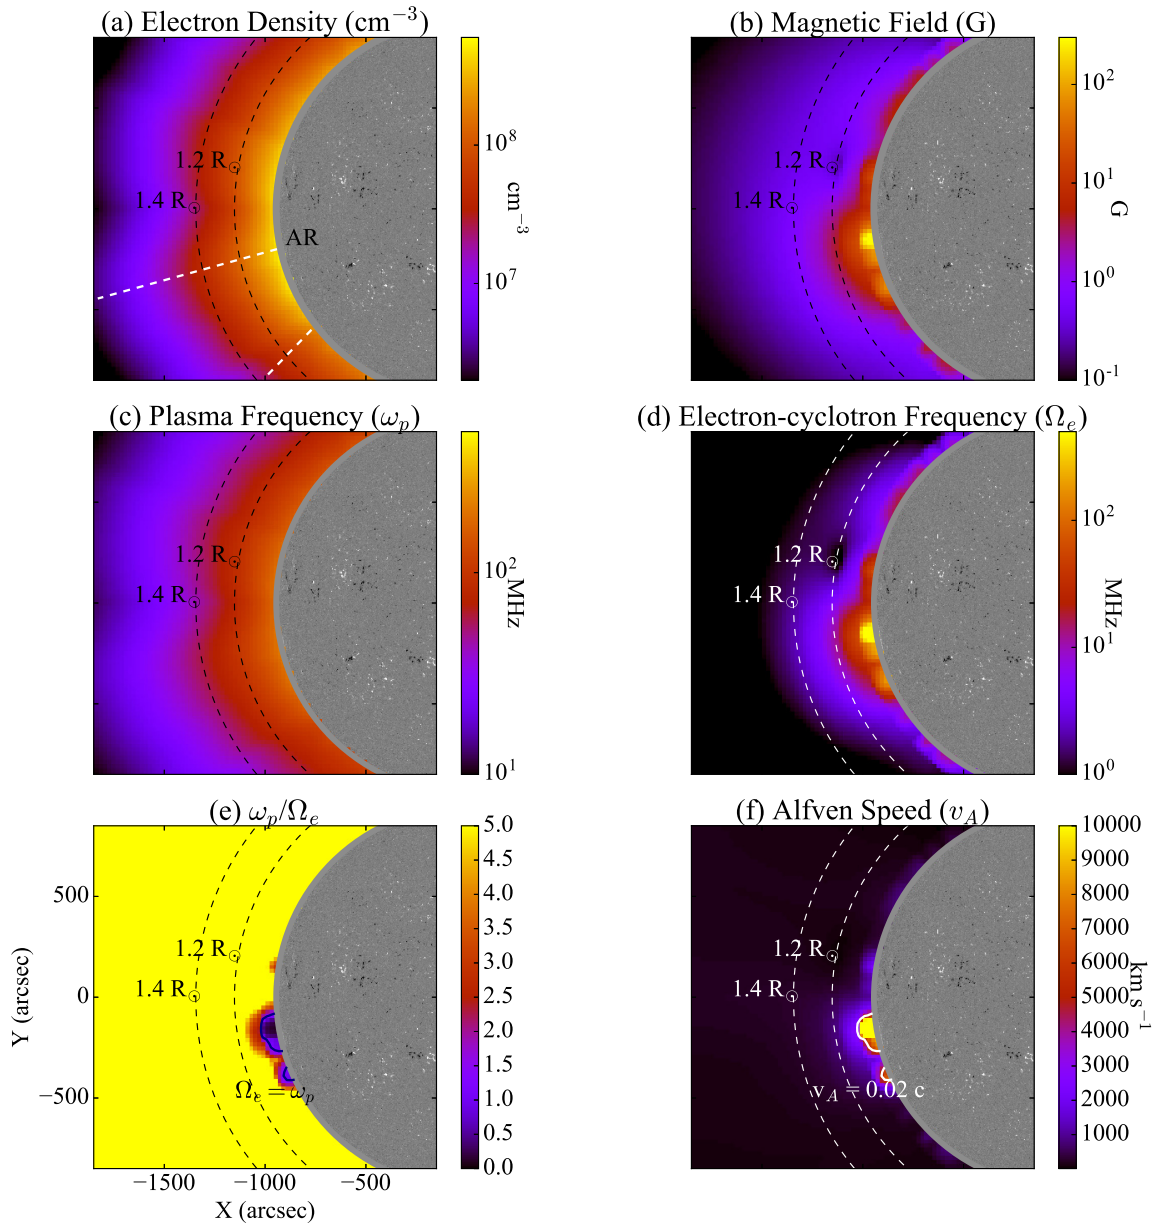 (a) Electron Density (cm⁻³)
1.2 R⊙
1.4 R⊙
AR
10⁸
10⁷
cm⁻³
(b) Magnetic Field (G)
1.2 R⊙
1.4 R⊙
10²
10¹
10⁰
10⁻¹
G
(c) Plasma Frequency (ωₚ)
1.2 R⊙
1.4 R⊙
10²
10¹
MHz
(d) Electron-cyclotron Frequency (Ωₑ)
1.2 R⊙
1.4 R⊙
10²
10¹
10⁰
MHz
(e) ωₚ/Ωₑ
1.2 R⊙
1.4 R⊙
Ωₑ = ωₚ
500
0
−500
Y (arcsec)
−1500 −1000 −500
X (arcsec)
5.0
4.5
4.0
3.5
3.0
2.5
2.0
1.5
1.0
0.5
0.0
(f) Alfven Speed (v_A)
1.2 R⊙
1.4 R⊙
v_A = 0.02 c
10000
9000
8000
7000
6000
5000
4000
3000
2000
1000
km s⁻¹